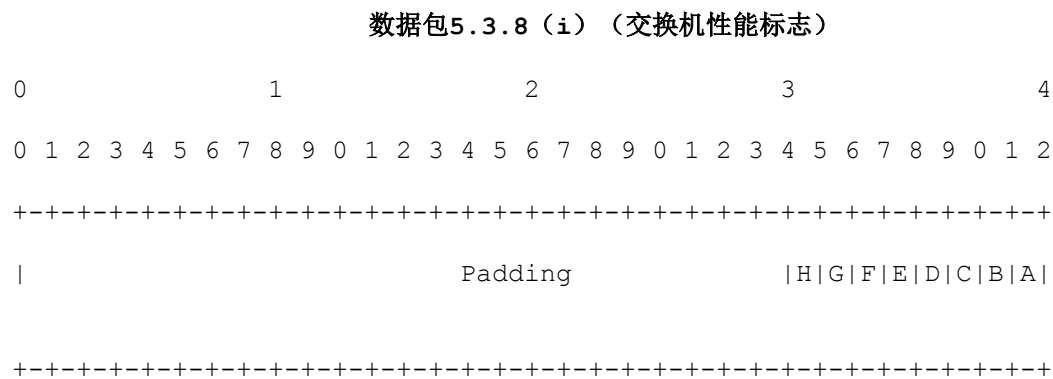 数据包5.3.8（i）（交换机性能标志）
0 1 2 3 4
0 1 2 3 4 5 6 7 8 9 0 1 2 3 4 5 6 7 8 9 0 1 2 3 4 5 6 7 8 9 0 1 2
+-+-+-+-+-+-+-+-+-+-+-+-+-+-+-+-+-+-+-+-+-+-+-+-+-+-+-+-+-+-+-+-+
| Padding |H|G|F|E|D|C|B|A|
+-+-+-+-+-+-+-+-+-+-+-+-+-+-+-+-+-+-+-+-+-+-+-+-+-+-+-+-+-+-+-+-+